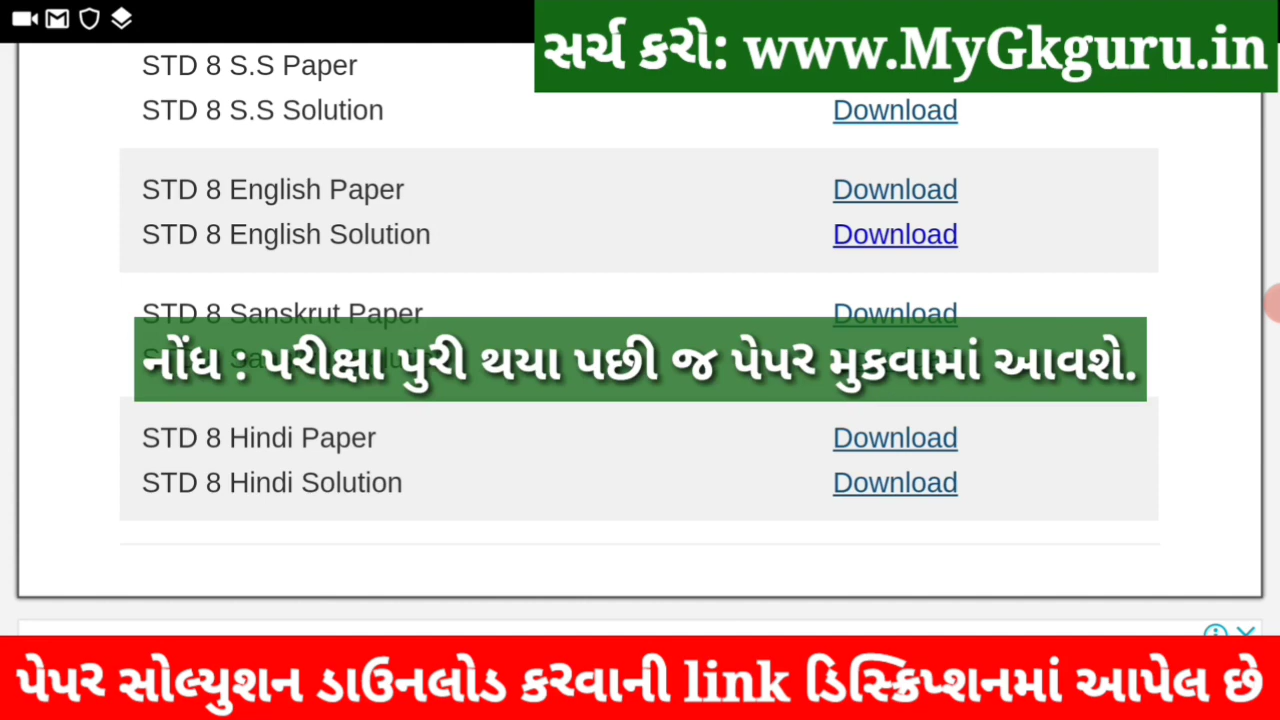 સર્ચ કરો: www.MyGkguru.in
STD 8 S.S Paper
STD 8 S.S Solution Download
STD 8 English Paper Download
STD 8 English Solution Download
STD 8 Sanskrut Paper Download
નોંધ : પરીક્ષા પુરી થયા પછી જ પેપર મુકવામાં આવશે.
STD 8 Hindi Paper Download
STD 8 Hindi Solution Download
પેપર સોલ્યુશન ડાઉનલોડ કરવાની link ડિસ્ક્રિપ્શનમાં આપેલ છે